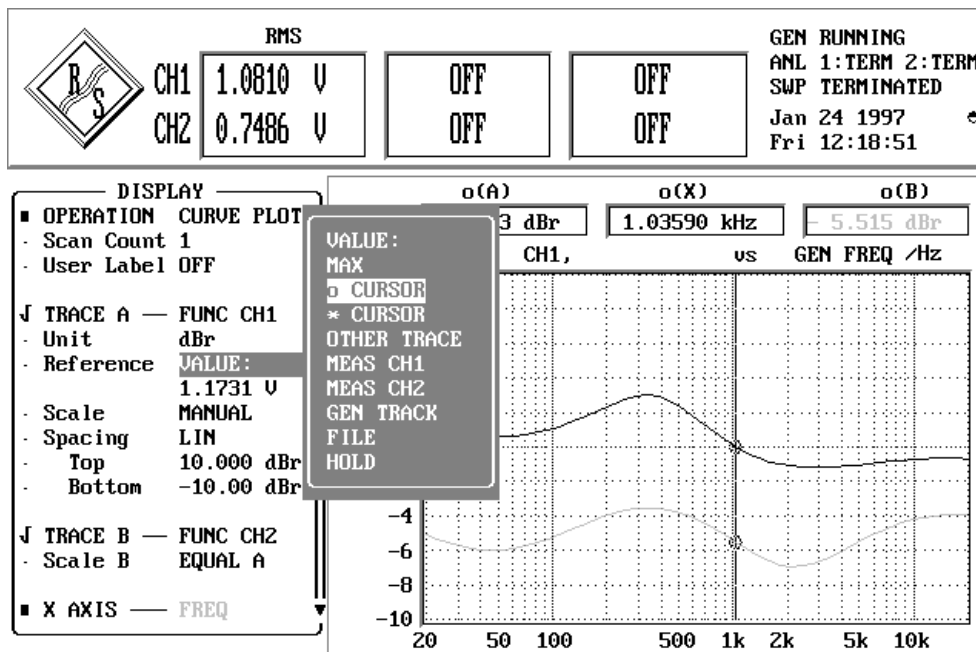 RMS
R
S
CH1 1.0810 V
CH2 0.7486 V
OFF
OFF
OFF
OFF
GEN RUNNING
ANL 1:TERM 2:TERM
SWP TERMINATED
Jan 24 1997
Fri 12:18:51
DISPLAY
OPERATION CURVE PLOT
Scan Count 1
User Label OFF
TRACE A — FUNC CH1
Unit dBr
Reference VALUE:
1.1731 V
Scale MANUAL
Spacing LIN
Top 10.000 dBr
Bottom -10.00 dBr
TRACE B — FUNC CH2
Scale B EQUAL A
X AXIS — FREQ
VALUE:
MAX
o CURSOR
* CURSOR
OTHER TRACE
MEAS CH1
MEAS CH2
GEN TRACK
FILE
HOLD
o(A) o(X) o(B)
3 dBr 1.03590 kHz - 5.515 dBr
CH1, vs GEN FREQ /Hz
-4
-6
-8
-10
20 50 100 500 1k 2k 5k 10k